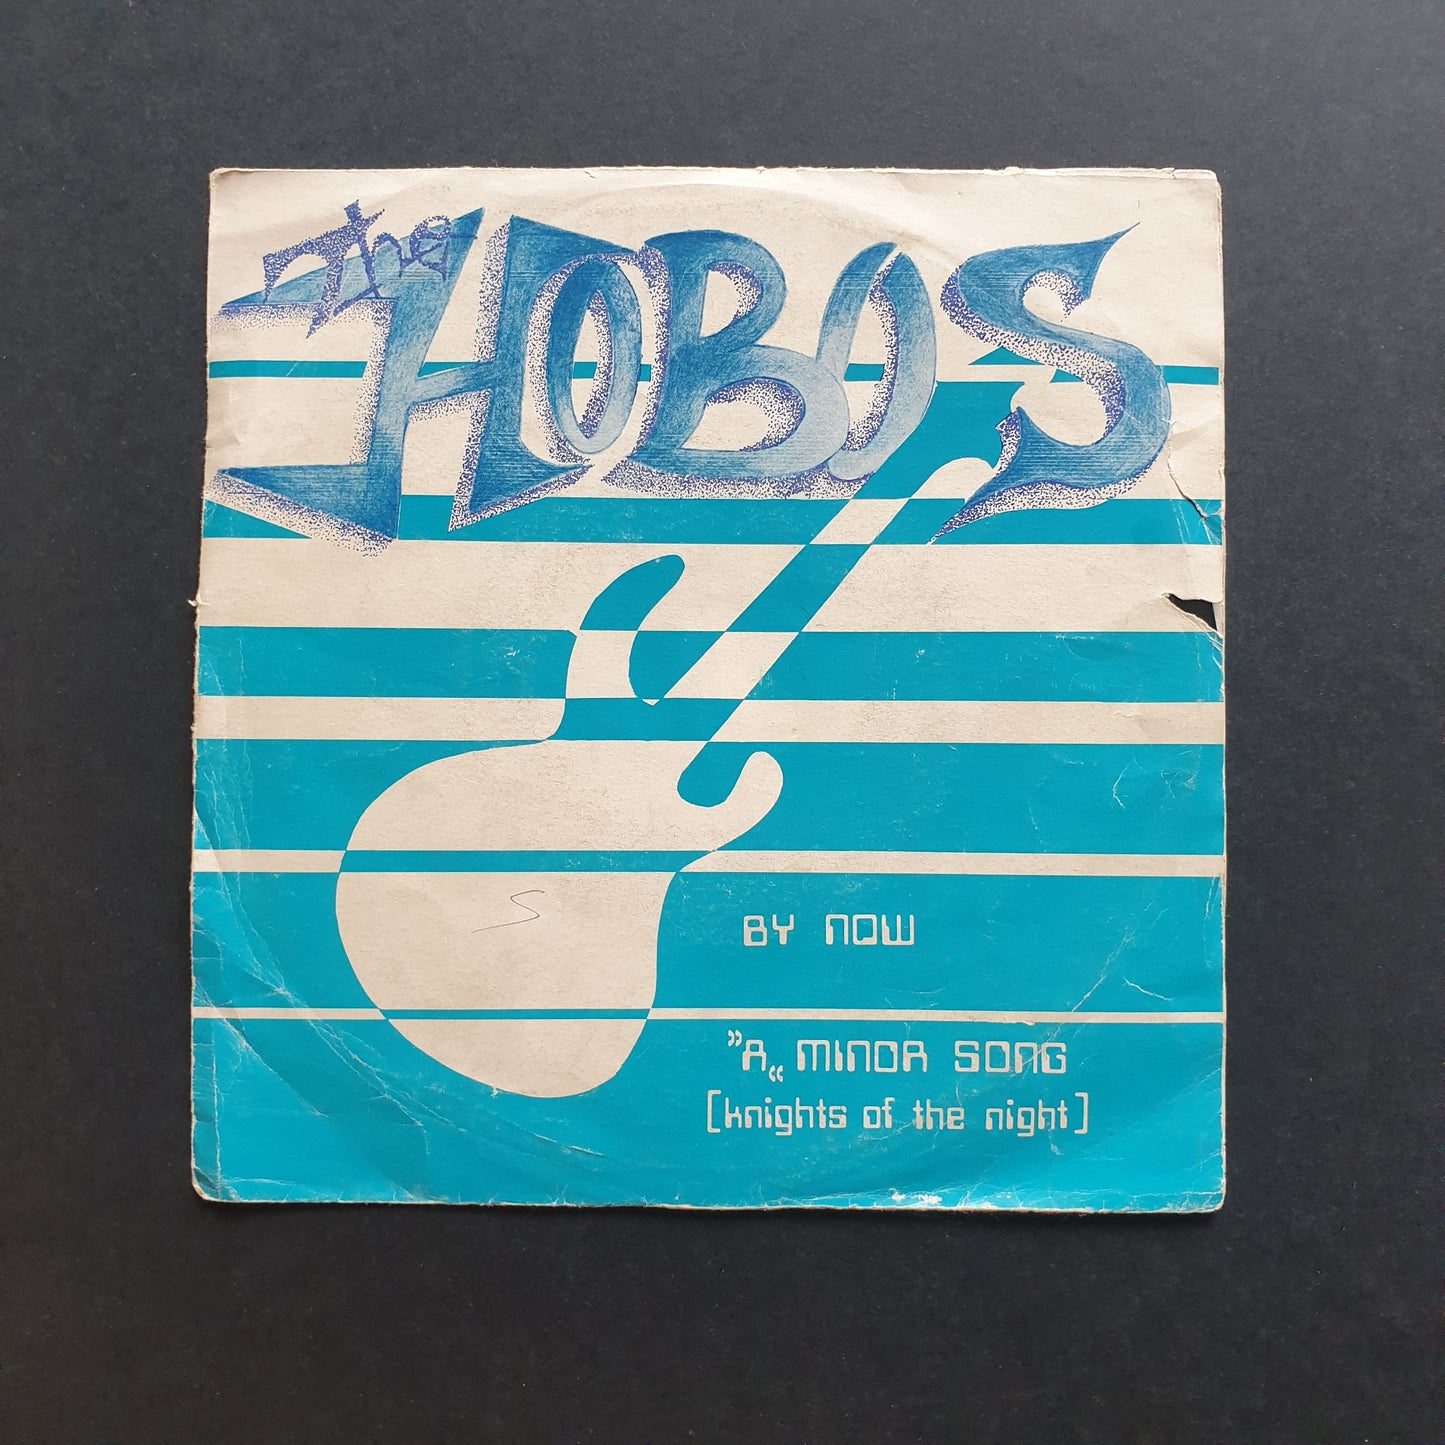 The
HOBOS
S
BY NOW
”A„ MINOR SONG
[knights of the night]